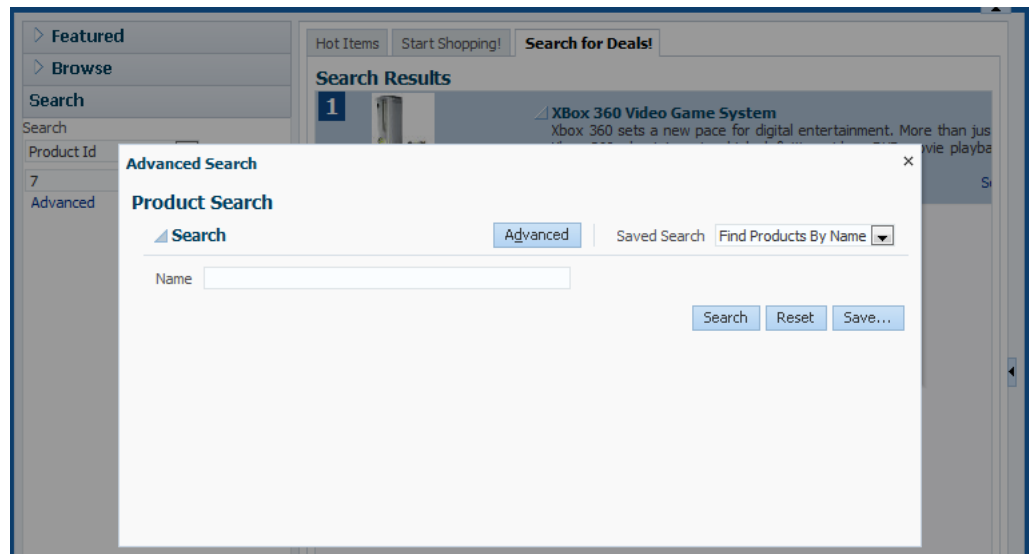 Featured
Browse
Search
Search
Product Id
7
Advanced
Hot Items Start Shopping! Search for Deals!
Search Results
1
XBox 360 Video Game System
Xbox 360 sets a new pace for digital entertainment. More than jus
ovie playba
Advanced Search
Product Search
Search
Advanced
Saved Search Find Products By Name
Name
Search Reset Save...